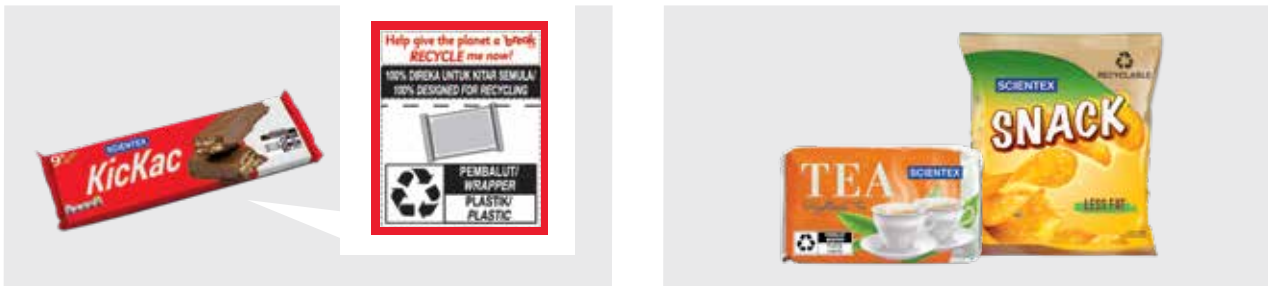 Help give the planet a break
RECYCLE me now!
100% DIREKA UNTUK KITAR SEMULA/
100% DESIGNED FOR RECYCLING
PEMBALUT/
WRAPPER
PLASTIK/
PLASTIC
SCIENTEX
KicKac
RECYCLABLE
SCIENTEX
SNACK
LESS FAT
TEA
SCIENTEX